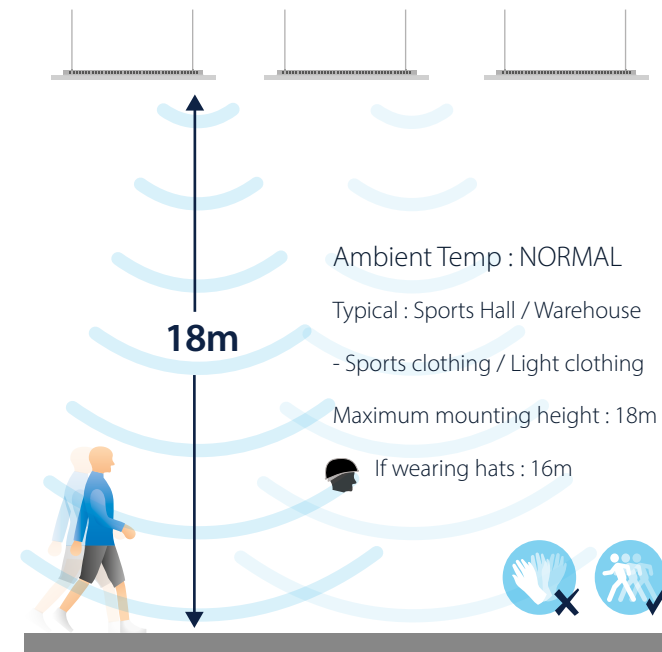 Ambient Temp : NORMAL
Typical : Sports Hall / Warehouse
18m
- Sports clothing / Light clothing
Maximum mounting height : 18m
If wearing hats : 16m